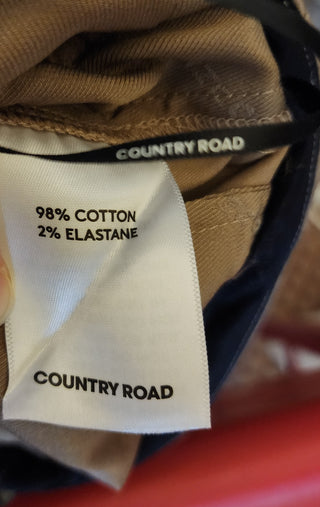 COUNTRY ROAD
98% COTTON
2% ELASTANE
COUNTRY ROAD